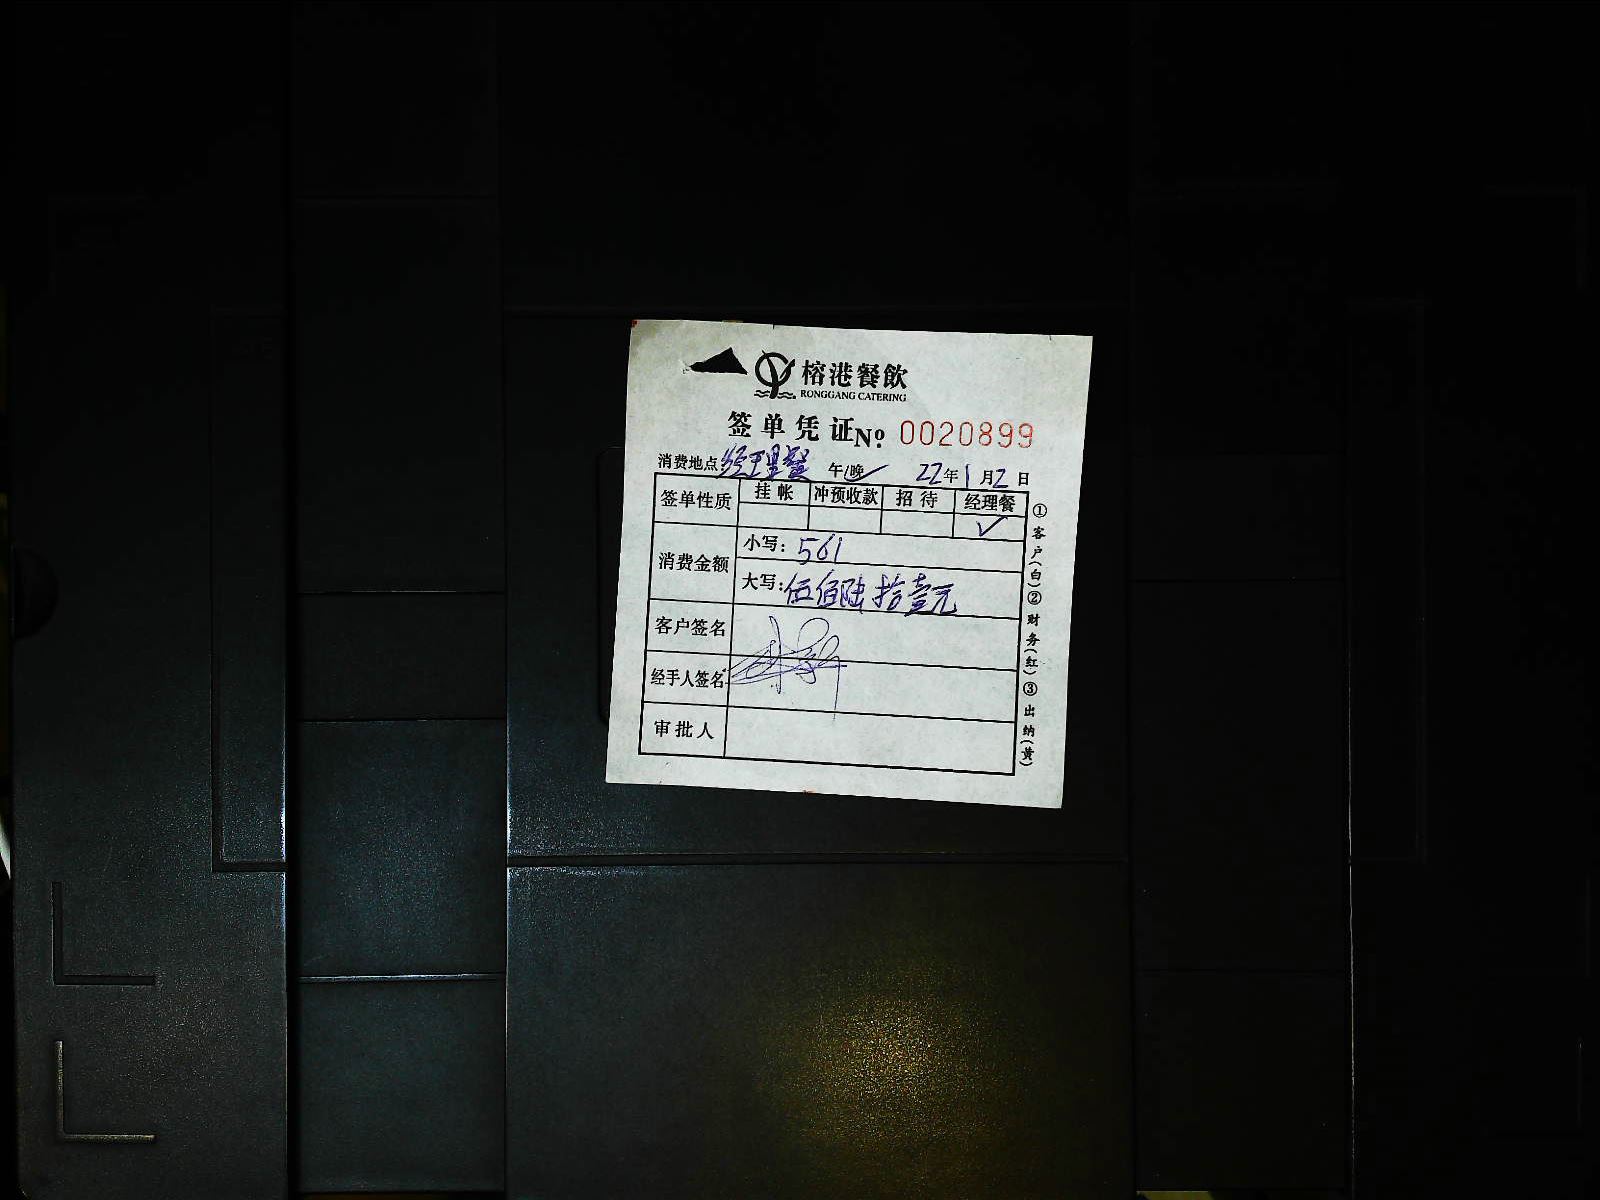 榕港餐飲
RONGGANG CATERING
签单凭证 No. 0020899
消费地点 经理餐 午/晚✓ 22年1月2日
签单性质 挂帐 冲预收款 招待 经理餐
✓
消费金额 小写: 561
大写: 伍佰陆拾壹元
客户签名
经手人签名
审批人
①客户(白)②财务(红)③出纳(黄)